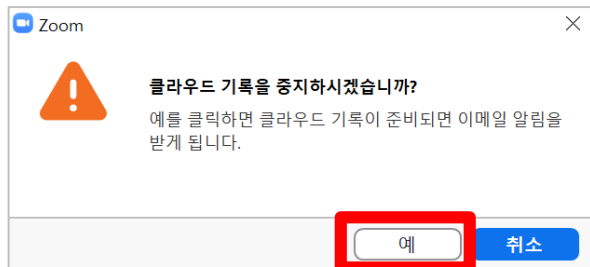 Zoom
클라우드 기록을 중지하시겠습니까?
예를 클릭하면 클라우드 기록이 준비되면 이메일 알림을
받게 됩니다.
예
취소